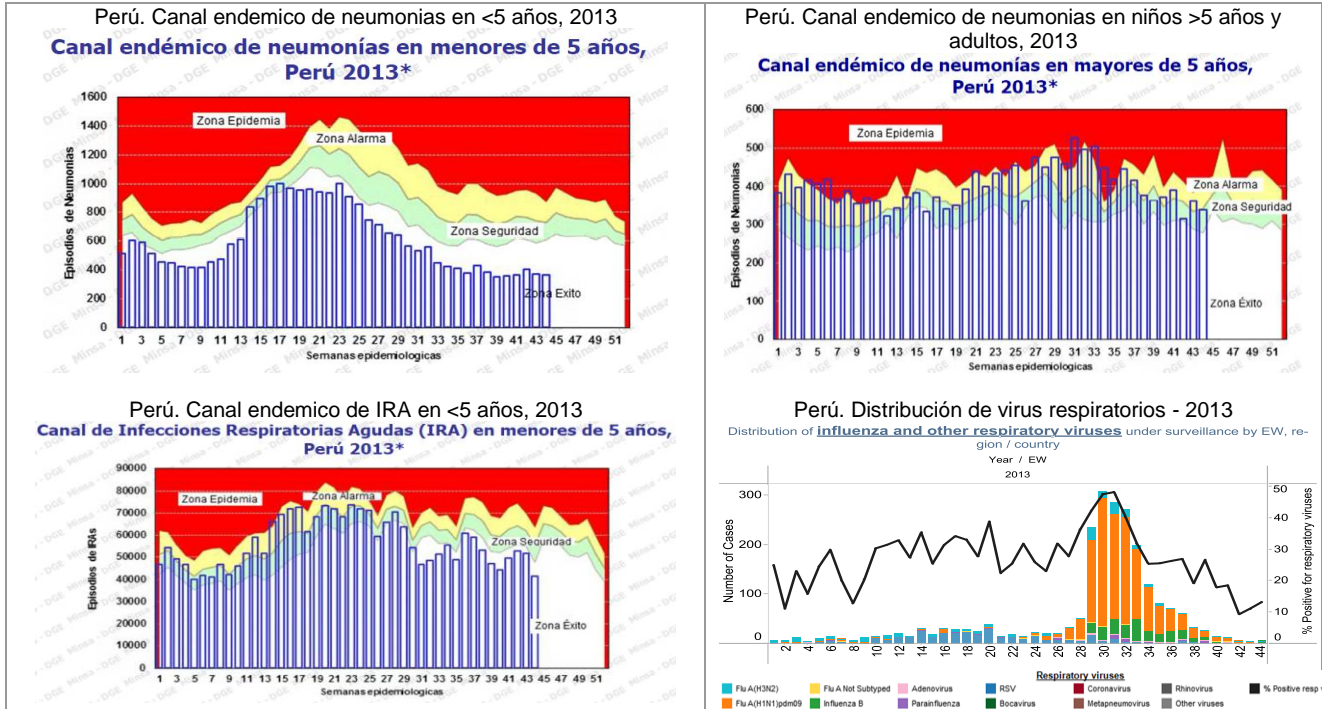 Perú. Canal endemico de neumonias en <5 años, 2013
Canal endémico de neumonías en menores de 5 años,
Perú 2013*
Episodios de Neumonías
1600
1400
1200
1000
800
600
400
200
0
Zona Epidemia
Zona Alarma
Zona Seguridad
Zona Exito
1 3 5 7 9 11 13 15 17 19 21 23 25 27 29 31 33 35 37 39 41 43 45 47 49 51
Semanas epidemiologicas
Perú. Canal endemico de neumonias en niños >5 años y
adultos, 2013
Canal endémico de neumonías en mayores de 5 años,
Perú 2013*
Episodios de Neumonías
600
500
400
300
200
100
0
Zona Epidemia
Zona Alarma
Zona Seguridad
Zona Éxito
1 3 5 7 9 11 13 15 17 19 21 23 25 27 29 31 33 35 37 39 41 43 45 47 49 51
Semanas epidemiologicas
Perú. Canal endemico de IRA en <5 años, 2013
Canal de Infecciones Respiratorias Agudas (IRA) en menores de 5 años,
Perú 2013*
Episodios de IRAs
90000
80000
70000
60000
50000
40000
30000
20000
10000
0
Zona Epidemia
Zona Alarma
Zona Seguridad
Zona Éxito
1 3 5 7 9 11 13 15 17 19 21 23 25 27 29 31 33 35 37 39 41 43 45 47 49 51
Semanas epidemiologicas
Perú. Distribución de virus respiratorios - 2013
Distribution of influenza and other respiratory viruses under surveillance by EW, re-
gion / country
Year / EW
2013
Number of Cases
300
200
100
0
50
40
30
20
10
0
% Positive for respiratory viruses
2 4 6 8 10 12 14 16 18 20 22 24 26 28 30 32 34 36 38 40 42 44
Respiratory viruses
Flu A(H3N2) Flu A Not Subtyped Adenovirus RSV Coronavirus Rhinovirus % Positive resp
Flu A(H1N1)pdm09 Influenza B Parainfluenza Bocavirus Metapneumovirus Other viruses